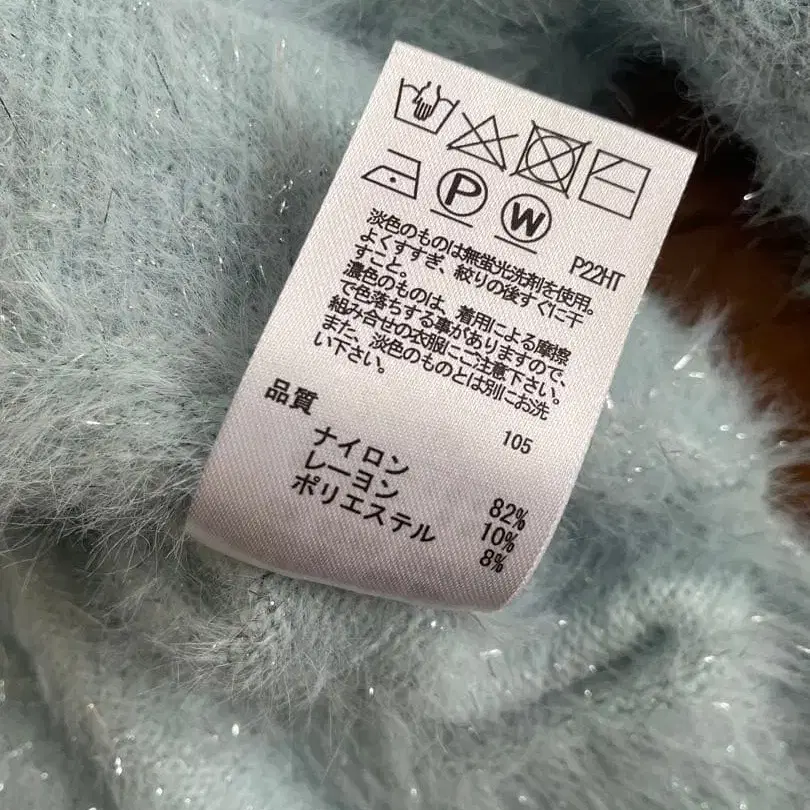 P W
P22HT
淡色のものは無蛍光洗剤を使用。
よくすすぎ、絞りの後すぐに干
すこと。
濃色のものは、着用による摩擦
で色落ちする事がありますので、
組み合せの衣服にご注意下さい。
また、淡色のものとは別にお洗
い下さい。
105
品質
ナイロン 82%
レーヨン 10%
ポリエステル 8%